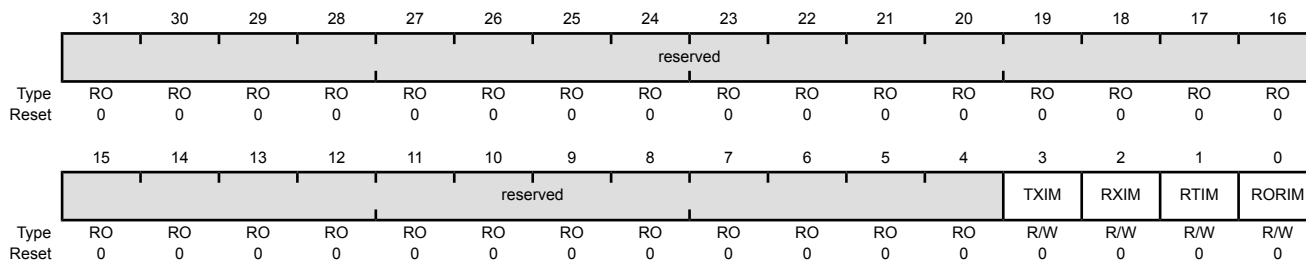 31 30 29 28 27 26 25 24 23 22 21 20 19 18 17 16
reserved
Type RO RO RO RO RO RO RO RO RO RO RO RO RO RO RO RO
Reset 0 0 0 0 0 0 0 0 0 0 0 0 0 0 0 0
15 14 13 12 11 10 9 8 7 6 5 4 3 2 1 0
reserved TXIM RXIM RTIM RORIM
Type RO RO RO RO RO RO RO RO RO RO RO RO R/W R/W R/W R/W
Reset 0 0 0 0 0 0 0 0 0 0 0 0 0 0 0 0